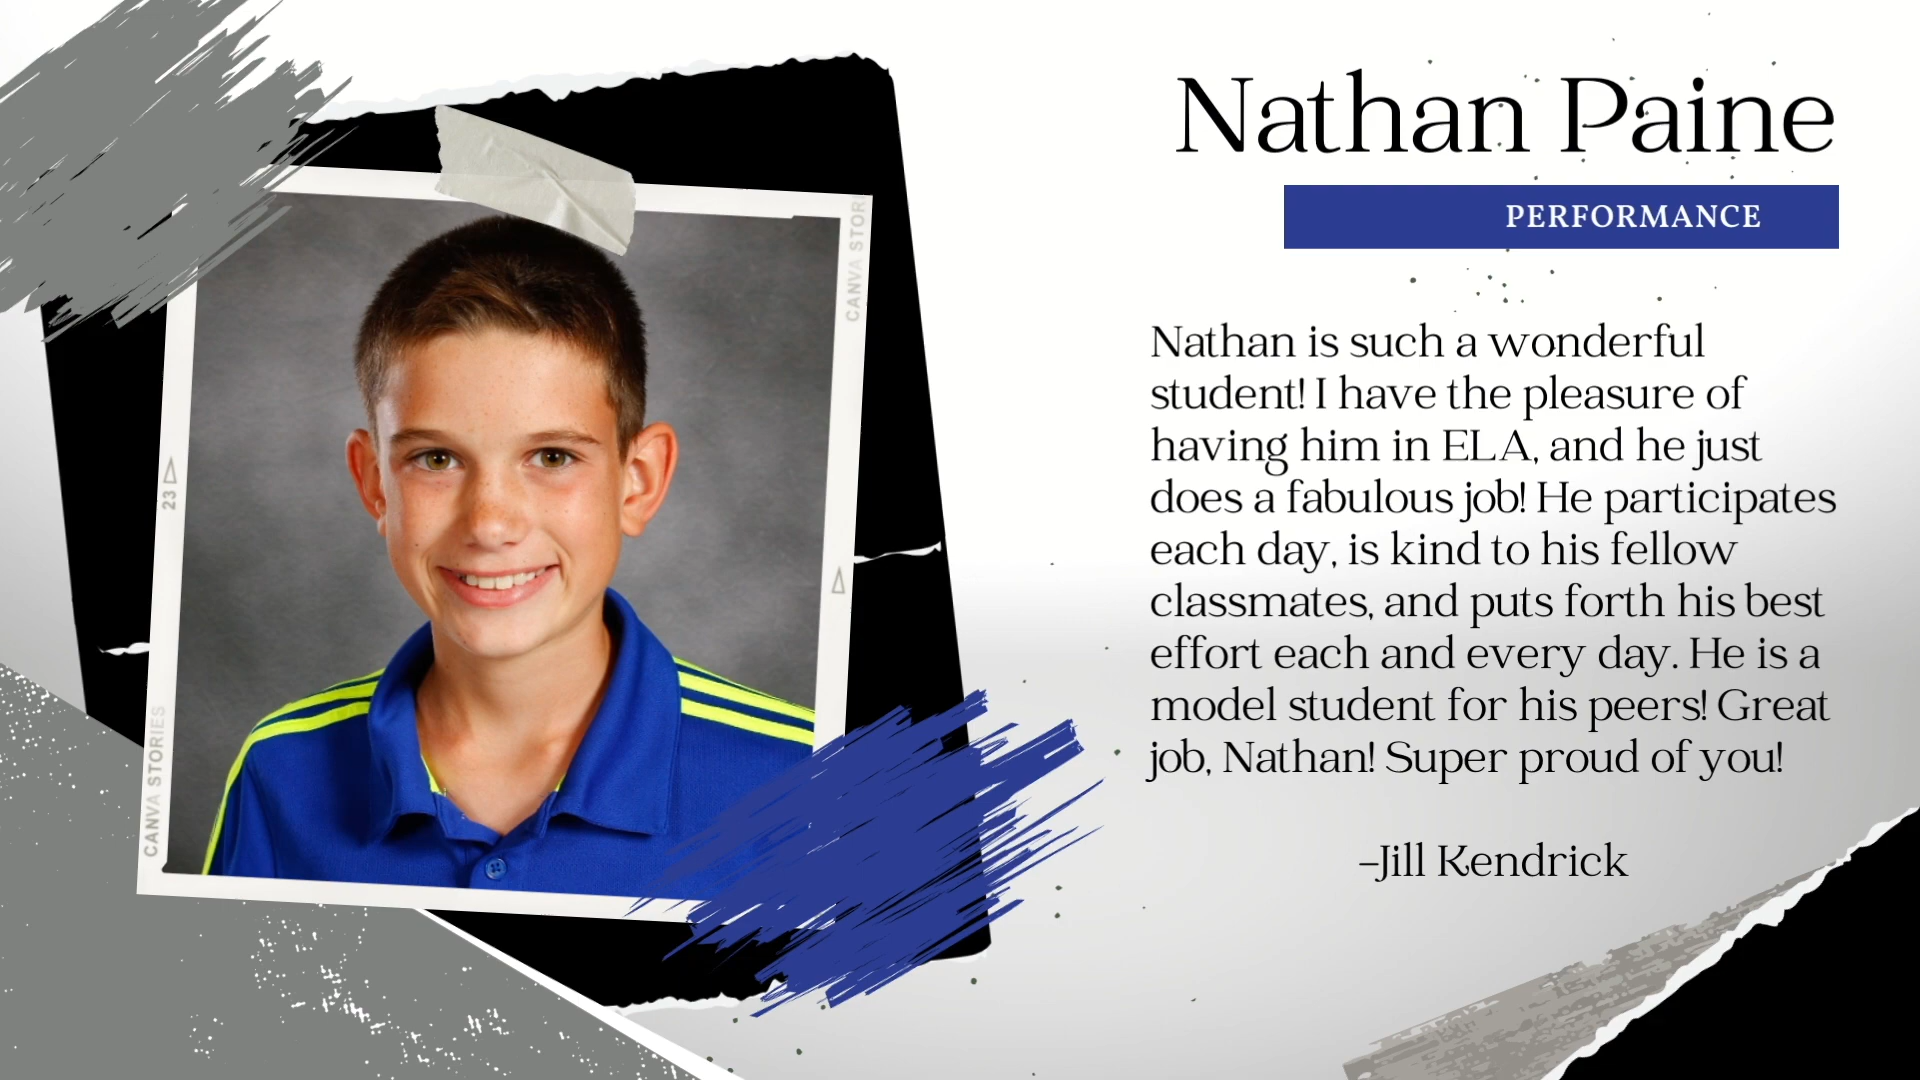 Nathan Paine
PERFORMANCE
Nathan is such a wonderful
student! I have the pleasure of
having him in ELA, and he just
does a fabulous job! He participates
each day, is kind to his fellow
classmates, and puts forth his best
effort each and every day. He is a
model student for his peers! Great
job, Nathan! Super proud of you!
-Jill Kendrick
CANVA STORI
23
CANVA STORIES